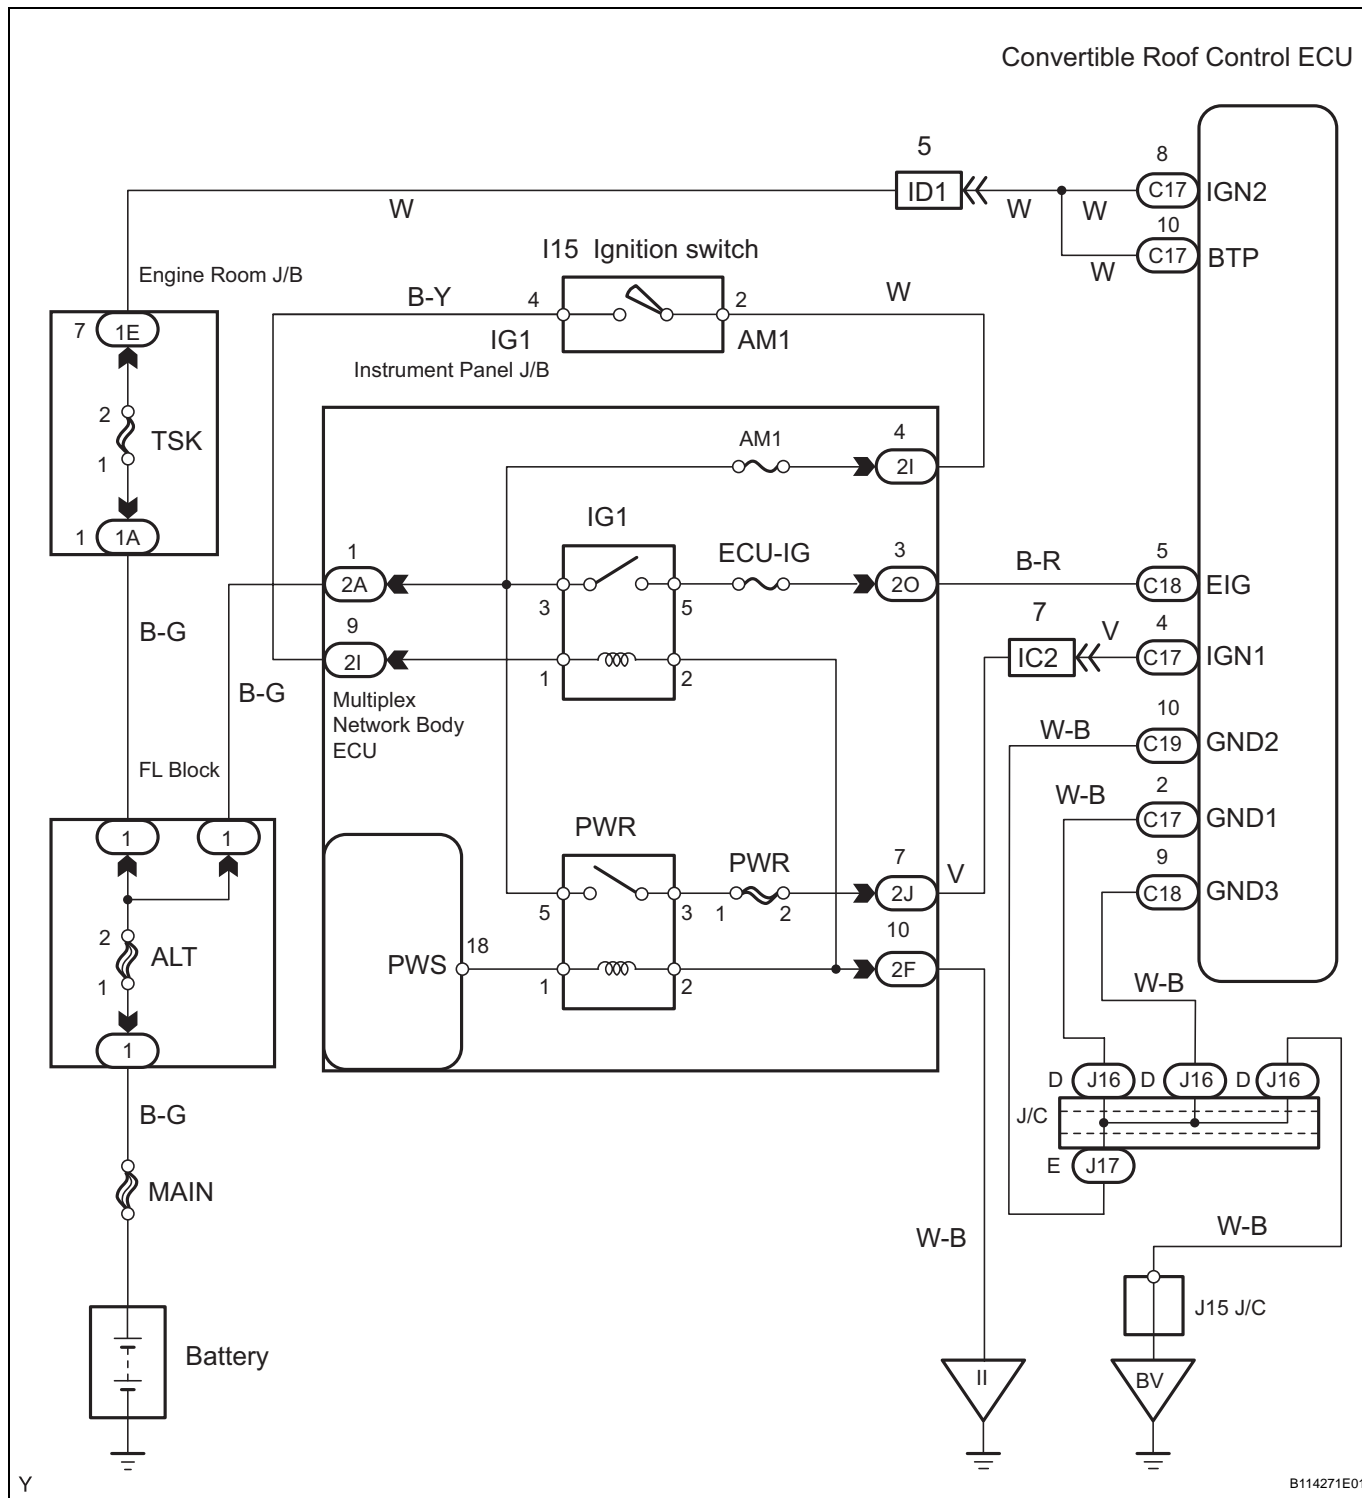 Convertible Roof Control ECU
5
8
ID1
C17
IGN2
W
W
W
10
C17
BTP
W
I15 Ignition switch
Engine Room J/B
B-Y
4
2
W
7
1E
IG1
AM1
Instrument Panel J/B
2
TSK
1
AM1
4
2I
1
1A
IG1
1
2A
ECU-IG
3
2O
B-R
5
C18
EIG
3
5
7
B-G
9
2I
IC2
V
4
C17
IGN1
1
2
B-G
Multiplex
Network Body
ECU
10
W-B
C19
GND2
FL Block
2
W-B
C17
GND1
1
1
PWR
PWR
7
2J
V
9
C18
GND3
5
3
1
2
2
ALT
1
PWS
18
10
2F
1
2
W-B
1
D
J16
D
J16
D
J16
B-G
J/C
E
J17
MAIN
W-B
W-B
J15 J/C
Battery
II
BV
Y
B114271E01